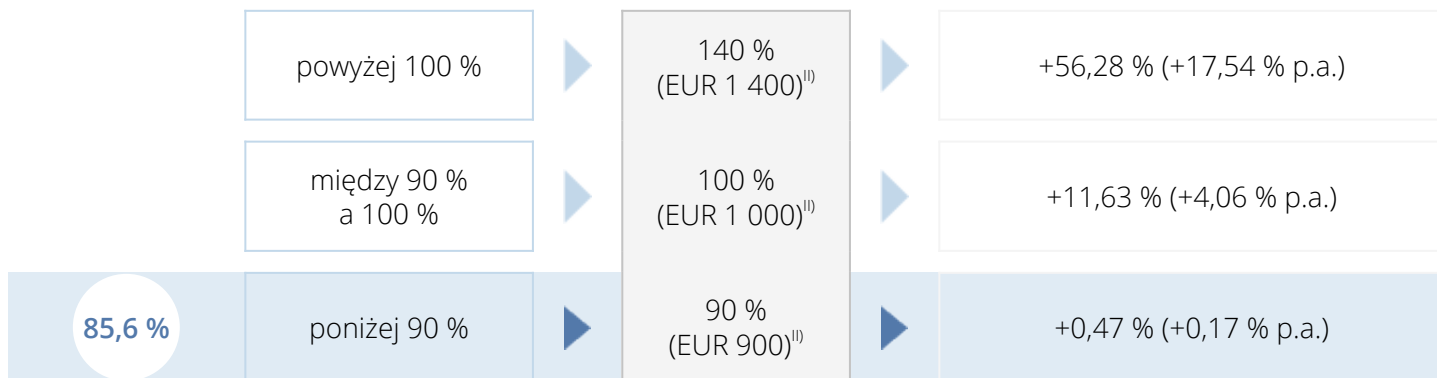 powyżej 100 %
140 %
(EUR 1 400)II)
+56,28 % (+17,54 % p.a.)
między 90 %
a 100 %
100 %
(EUR 1 000)II)
+11,63 % (+4,06 % p.a.)
85,6 %
poniżej 90 %
90 %
(EUR 900)II)
+0,47 % (+0,17 % p.a.)